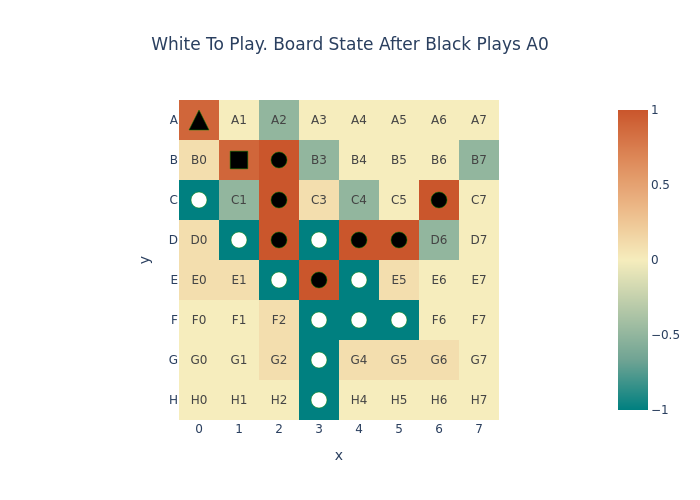 White To Play. Board State After Black Plays A0
A A1 A2 A3 A4 A5 A6 A7
B B0 B3 B4 B5 B6 B7
C C1 C3 C4 C5 C7
D D0 D6 D7
E E0 E1 E5 E6 E7
F F0 F1 F2 F6 F7
G G0 G1 G2 G4 G5 G6 G7
H H0 H1 H2 H4 H5 H6 H7
0 1 2 3 4 5 6 7
x
y
1
0.5
0
−0.5
−1